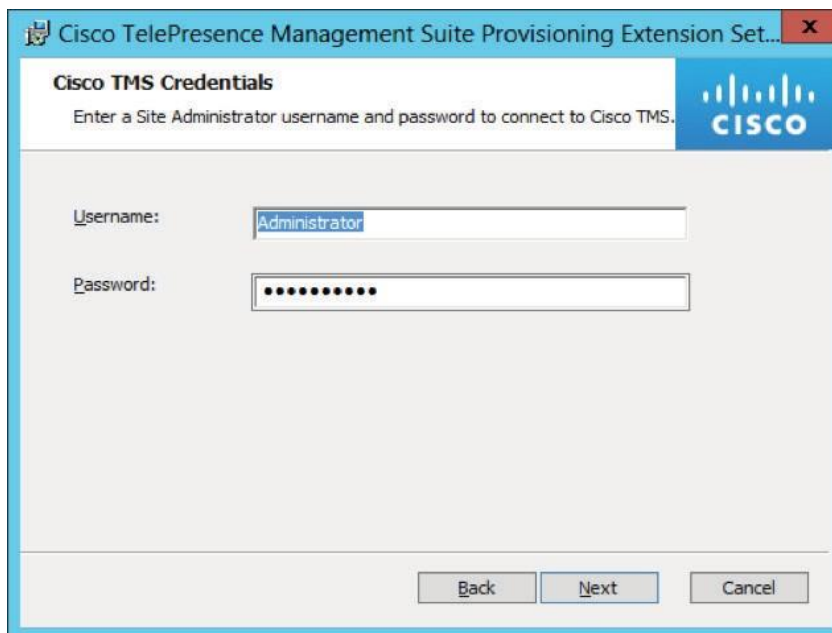 Cisco TelePresence Management Suite Provisioning Extension Set...
x
Cisco TMS Credentials
Enter a Site Administrator username and password to connect to Cisco TMS.
CISCO
Username:
Administrator
Password:
••••••••••
Back
Next
Cancel